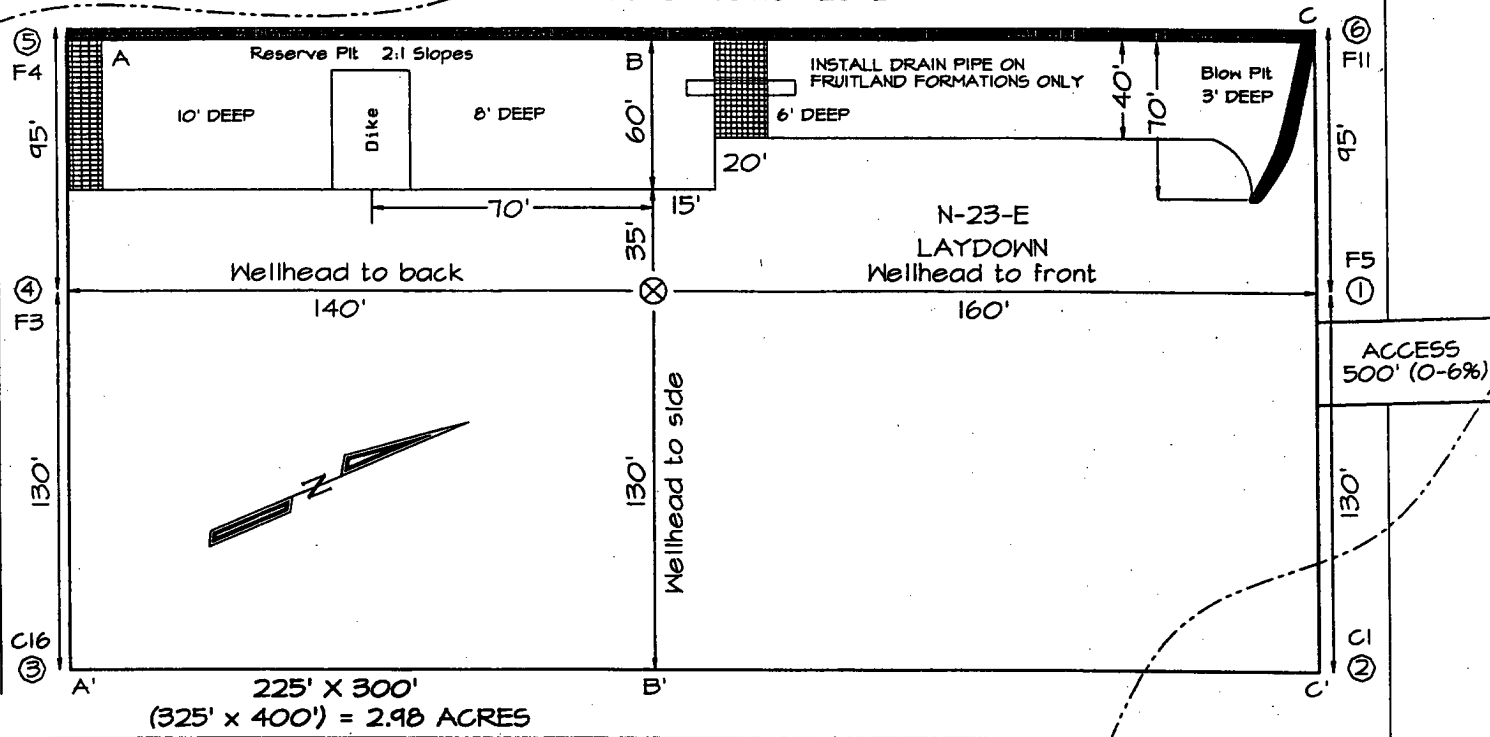 C
⑤
F4
A
Reserve Pit 2:1 Slopes
B
INSTALL DRAIN PIPE ON
FRUITLAND FORMATIONS ONLY
Blow Pit
3' DEEP
⑥
F11
10' DEEP
Dike
8' DEEP
60'
6' DEEP
40'
70'
95'
95'
20'
70'
15'
35'
N-23-E
LAYDOWN
Wellhead to back
Wellhead to front
F5
④
F3
140'
160'
①
ACCESS
500' (0-6%)
N
130'
130'
Wellhead to side
130'
C16
③
A'
B'
C1
②
C'
225' X 300'
(325' x 400') = 2.98 ACRES